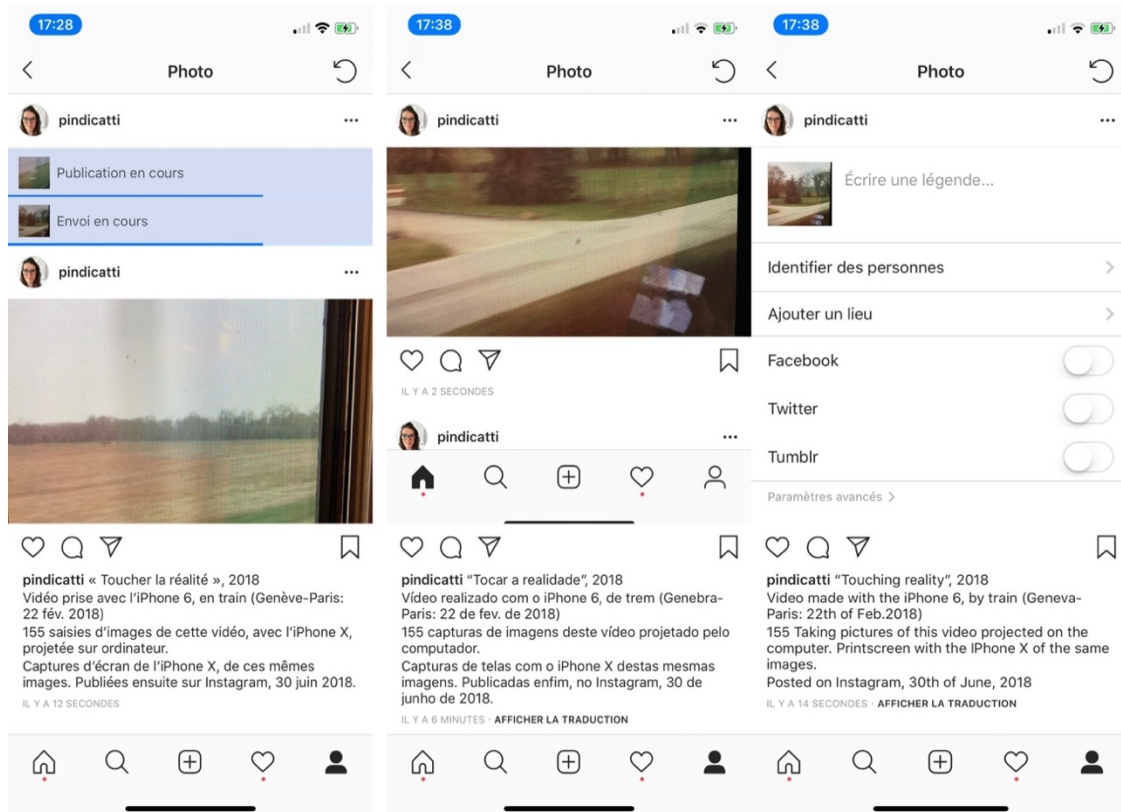 17:28
Photo
pindicatti
Publication en cours
Envoi en cours
pindicatti
pindicatti « Toucher la réalité », 2018
Vidéo prise avec l’iPhone 6, en train (Genève-Paris:
22 fév. 2018)
155 saisies d’images de cette vidéo, avec l’iPhone X,
projetée sur ordinateur.
Captures d’écran de l’iPhone X, de ces mêmes
images. Publiées ensuite sur Instagram, 30 juin 2018.
IL Y A 12 SECONDES
17:38
Photo
pindicatti
IL Y A 2 SECONDES
pindicatti
pindicatti “Tocar a realidade”, 2018
Vídeo realizado com o iPhone 6, de trem (Genebra-
Paris: 22 de fev. de 2018)
155 capturas de imagens deste vídeo projetado pelo
computador.
Capturas de telas com o iPhone X destas mesmas
imagens. Publicadas enfim, no Instagram, 30 de
junho de 2018.
IL Y A 6 MINUTES · AFFICHER LA TRADUCTION
17:38
Photo
pindicatti
Écrire une légende...
Identifier des personnes
Ajouter un lieu
Facebook
Twitter
Tumblr
Paramètres avancés
pindicatti “Touching reality”, 2018
Video made with the iPhone 6, by train (Geneva-
Paris: 22th of Feb.2018)
155 Taking pictures of this video projected on the
computer. Printscreen with the IPhone X of the same
images.
Posted on Instagram, 30th of June, 2018
IL Y A 14 SECONDES · AFFICHER LA TRADUCTION